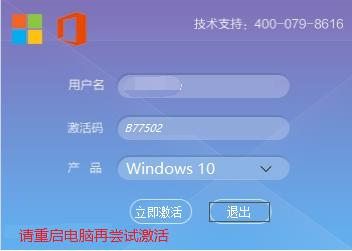 技术支持：400-079-8616
用户名
激活码 B77502
产 品 Windows 10
立即激活 退出
请重启电脑再尝试激活